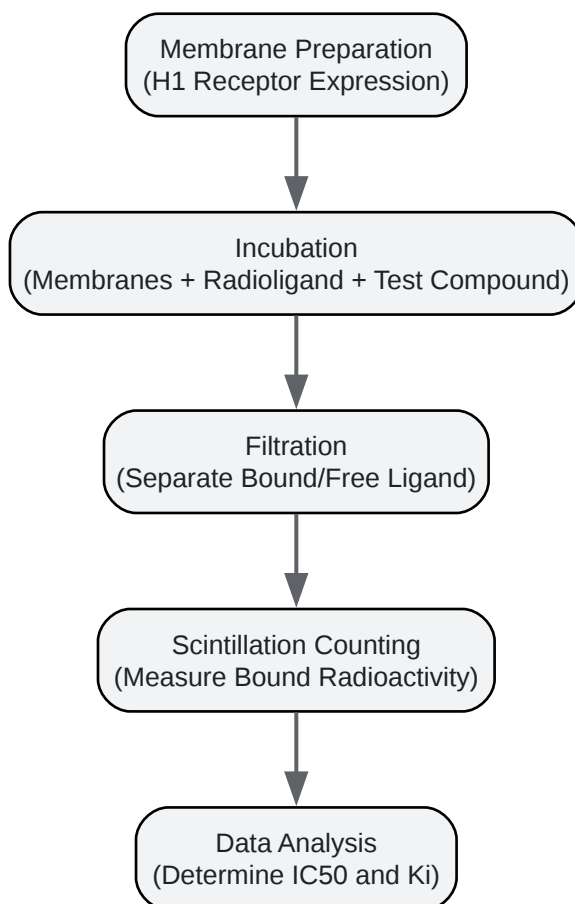 Membrane Preparation
(H1 Receptor Expression)
Incubation
(Membranes + Radioligand + Test Compound)
Filtration
(Separate Bound/Free Ligand)
Scintillation Counting
(Measure Bound Radioactivity)
Data Analysis
(Determine IC50 and Ki)